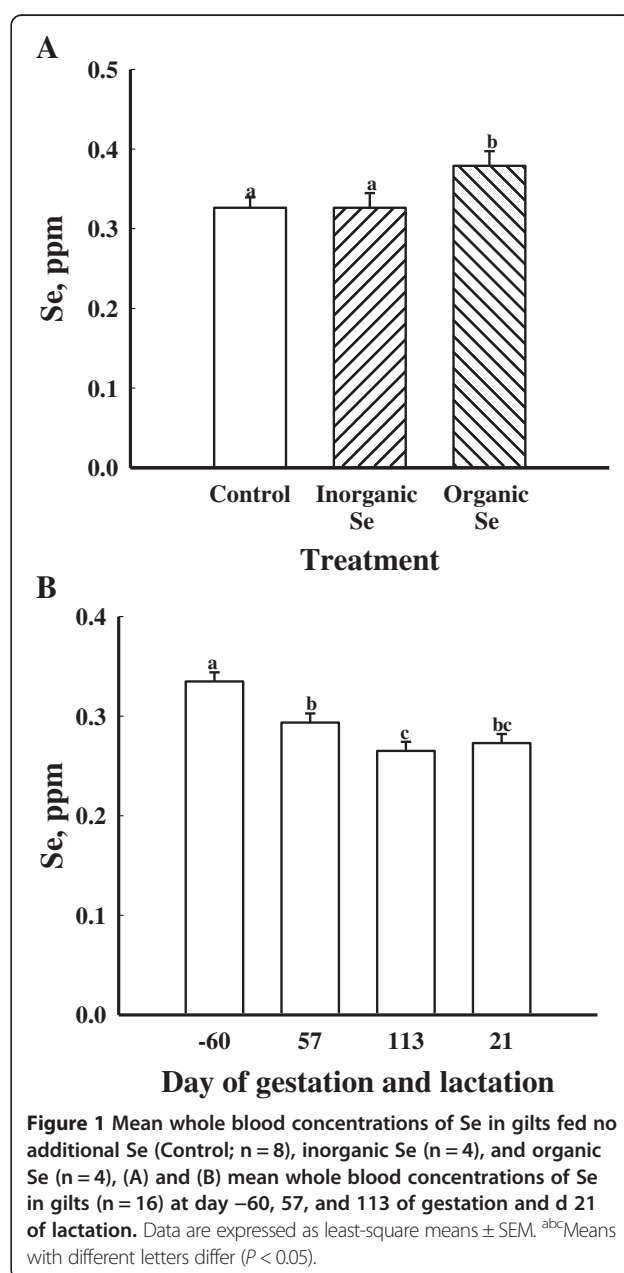 A
0.5
0.4
0.3
0.2
0.1
0.0
Se, ppm
a
a
b
Control Inorganic Organic
Se Se
Treatment
B
0.4
0.3
0.2
0.1
0.0
Se, ppm
a
b
c
bc
-60 57 113 21
Day of gestation and lactation
Figure 1 Mean whole blood concentrations of Se in gilts fed no
additional Se (Control; n = 8), inorganic Se (n = 4), and organic
Se (n = 4), (A) and (B) mean whole blood concentrations of Se
in gilts (n = 16) at day −60, 57, and 113 of gestation and d 21
of lactation. Data are expressed as least-square means ± SEM. abcMeans
with different letters differ (P < 0.05).